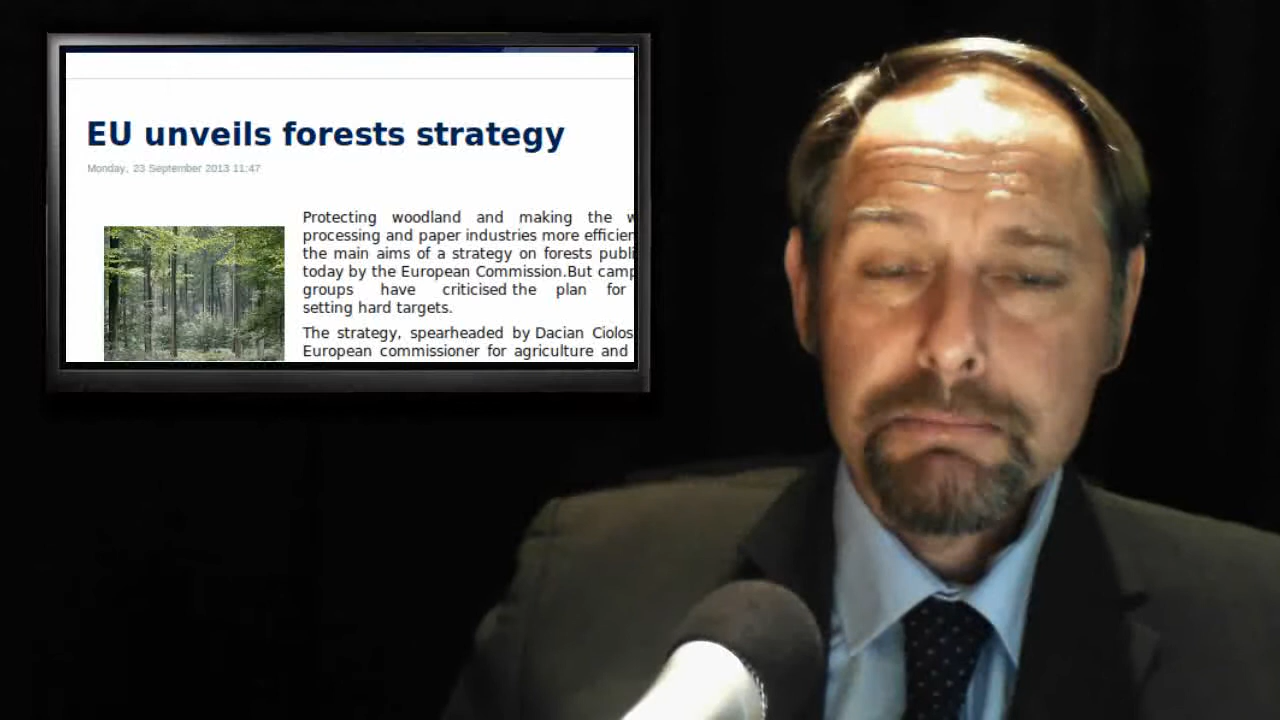 EU unveils forests strategy
Monday, 23 September 2013 11:47
Protecting woodland and making the
processing and paper industries more
the main aims of a strategy on forests
today by the European Commission.But
groups have criticised the plan for
setting hard targets.
The strategy, spearheaded by Dacian Ciolos
European commissioner for agriculture and